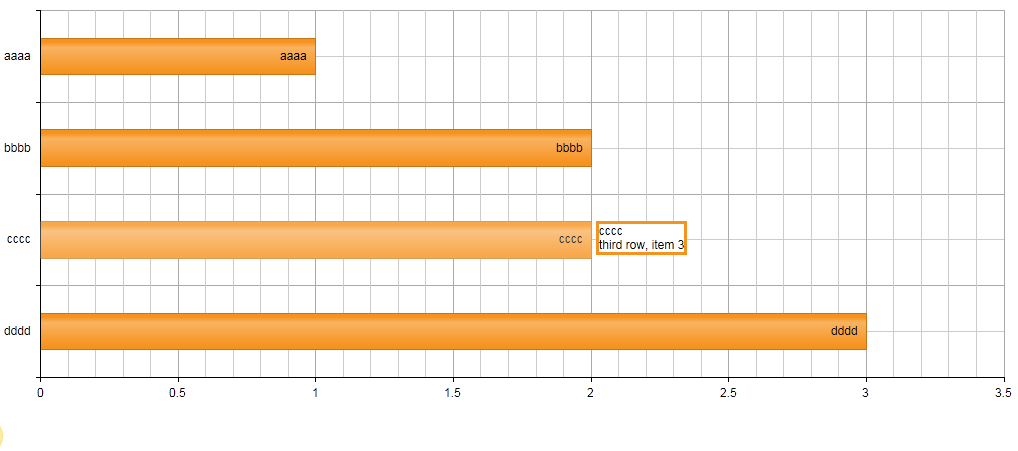 aaaa aaaa
bbbb bbbb
cccc cccc cccc
third row, item 3
dddd dddd
0 0.5 1 1.5 2 2.5 3 3.5